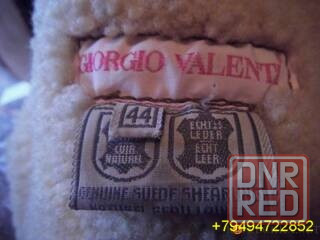 GIORGIO VALENTI
44
CUIR
NATUREL
ECHTES
LEDER
ECHT
LEER
GENUINE SUEDE SHEAR
DNR
RED
+79494722852